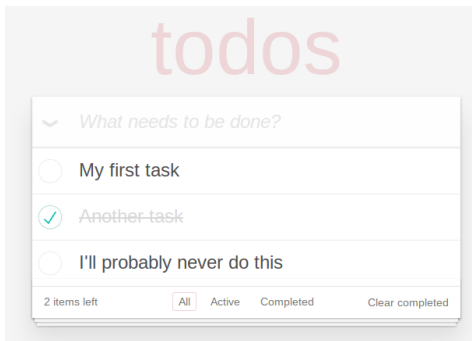 todos
What needs to be done?
My first task
Another task
I'll probably never do this
2 items left All Active Completed Clear completed